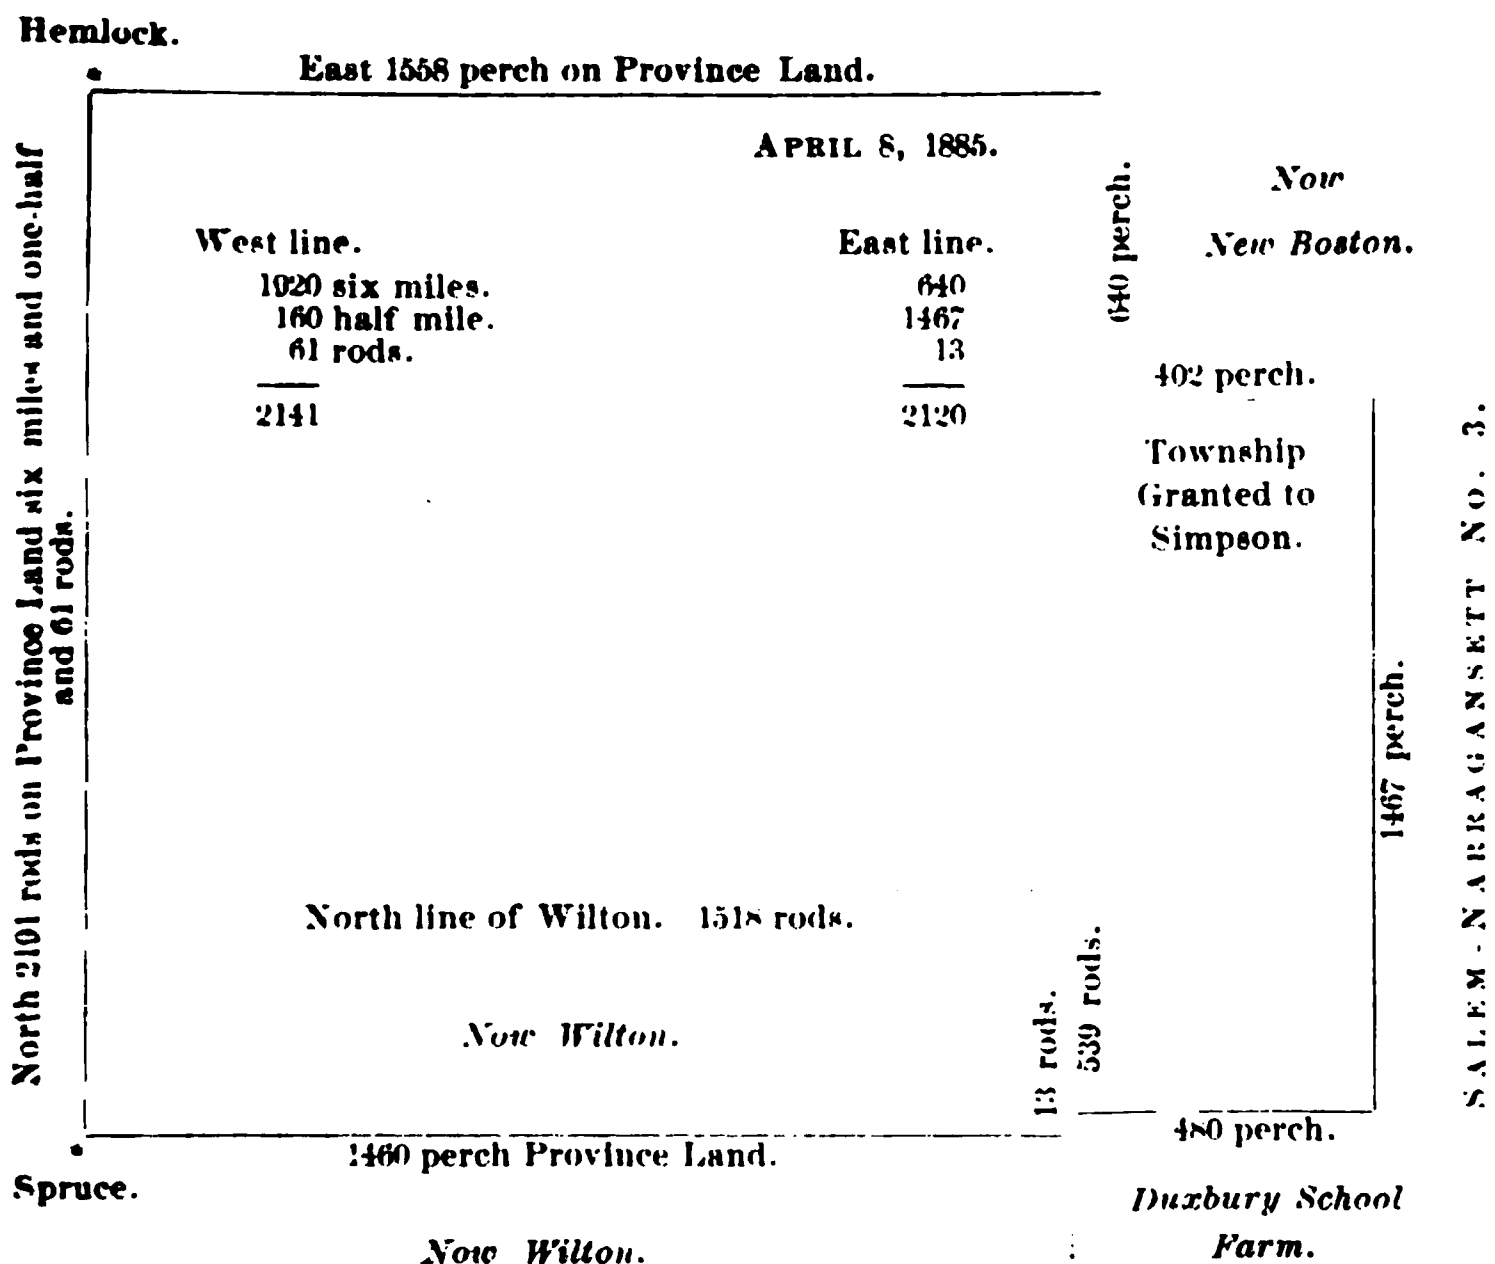 Hemlock.
East 1558 perch on Province Land.
APRIL 8, 1885.
Now
New Boston.
640 perch.
West line.
1920 six miles.
160 half mile.
61 rods.
2141
East line.
640
1467
13
2120
402 perch.
Township
Granted to
Simpson.
North 2101 rods on Province Land six miles and one-half
and 61 rods.
1467 perch.
SALEM-NARRAGANSETT NO. 3.
North line of Wilton. 1518 rods.
Now Wilton.
13 rods.
539 rods.
480 perch.
1460 perch Province Land.
Spruce.
Duxbury School
Farm.
Now Wilton.